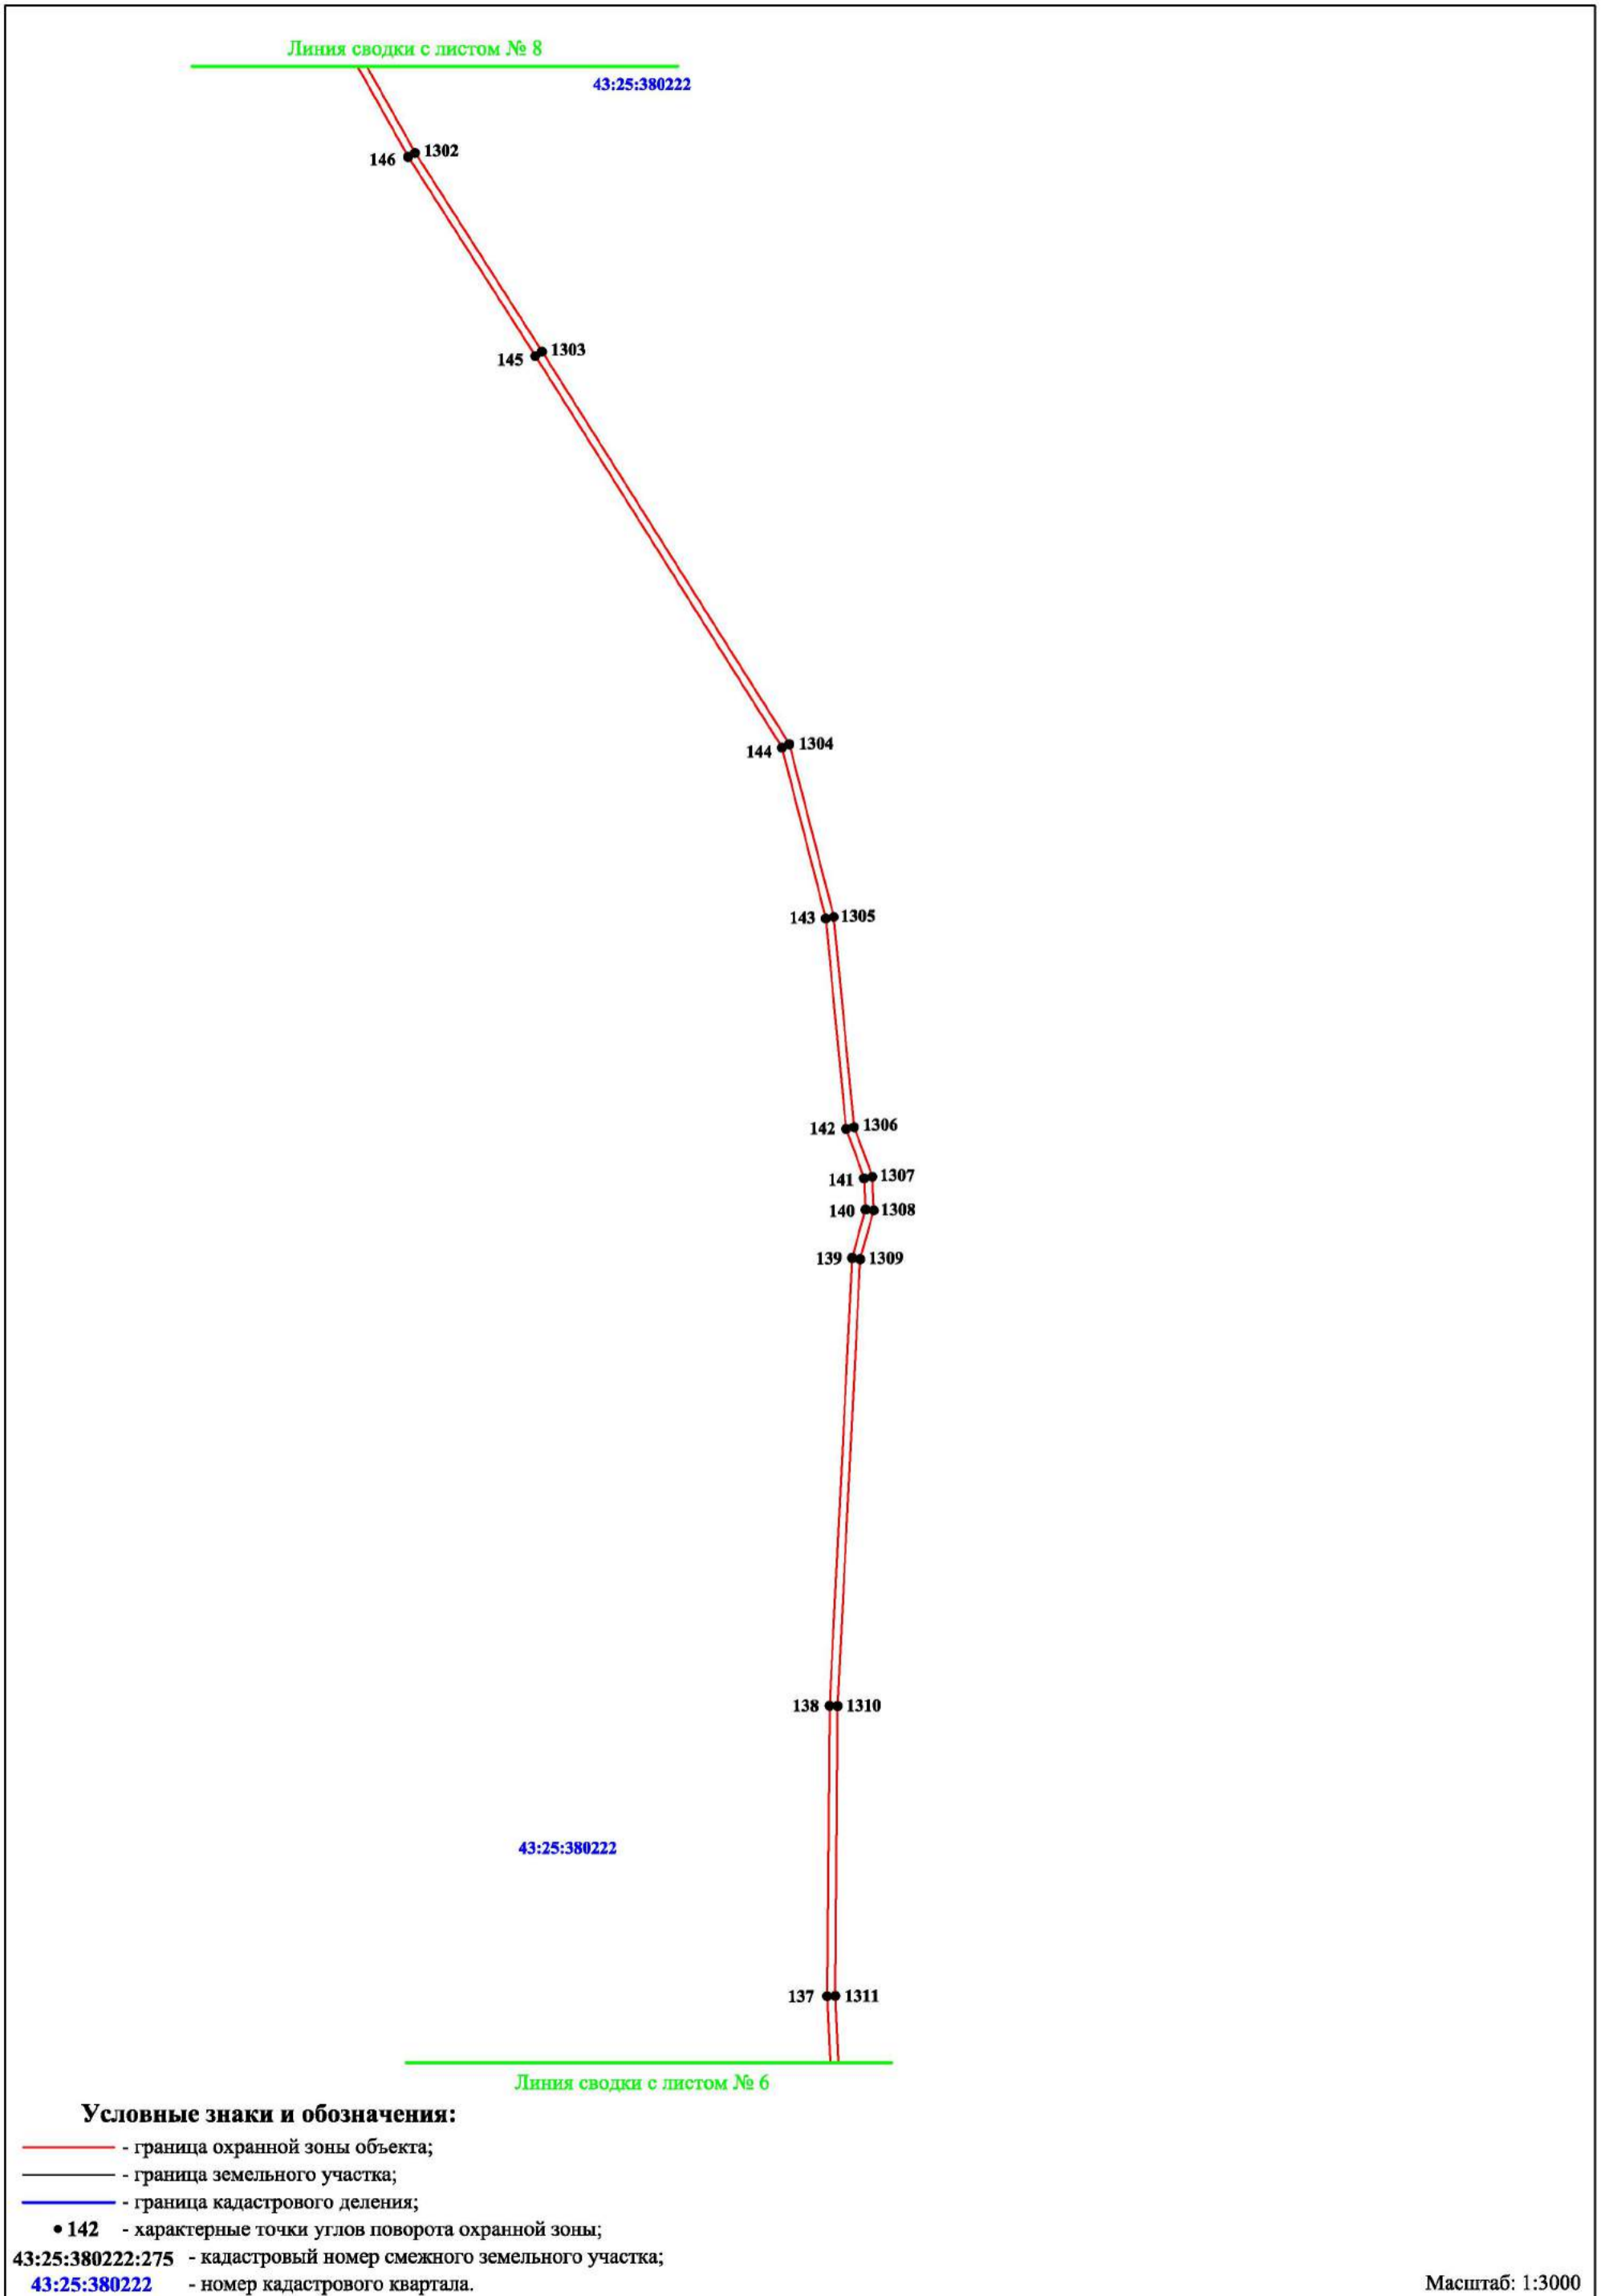 Линия сводки с листом № 8
43:25:380222
146 1302
145 1303
144 1304
143 1305
142 1306
141 1307
140 1308
139 1309
138 1310
43:25:380222
137 1311
Линия сводки с листом № 6
Условные знаки и обозначения:
- граница охранной зоны объекта;
- граница земельного участка;
- граница кадастрового деления;
• 142 - характерные точки углов поворота охранной зоны;
43:25:380222:275 - кадастровый номер смежного земельного участка;
43:25:380222 - номер кадастрового квартала.
Масштаб: 1:3000